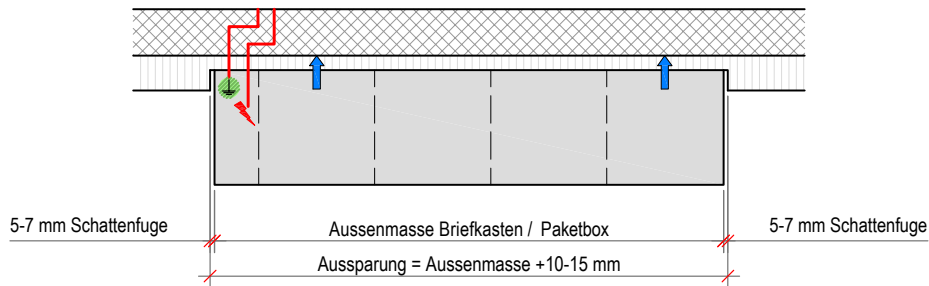 5-7 mm Schattenfuge
Aussenmasse Briefkasten / Paketbox
5-7 mm Schattenfuge
Aussparung = Aussenmasse +10-15 mm